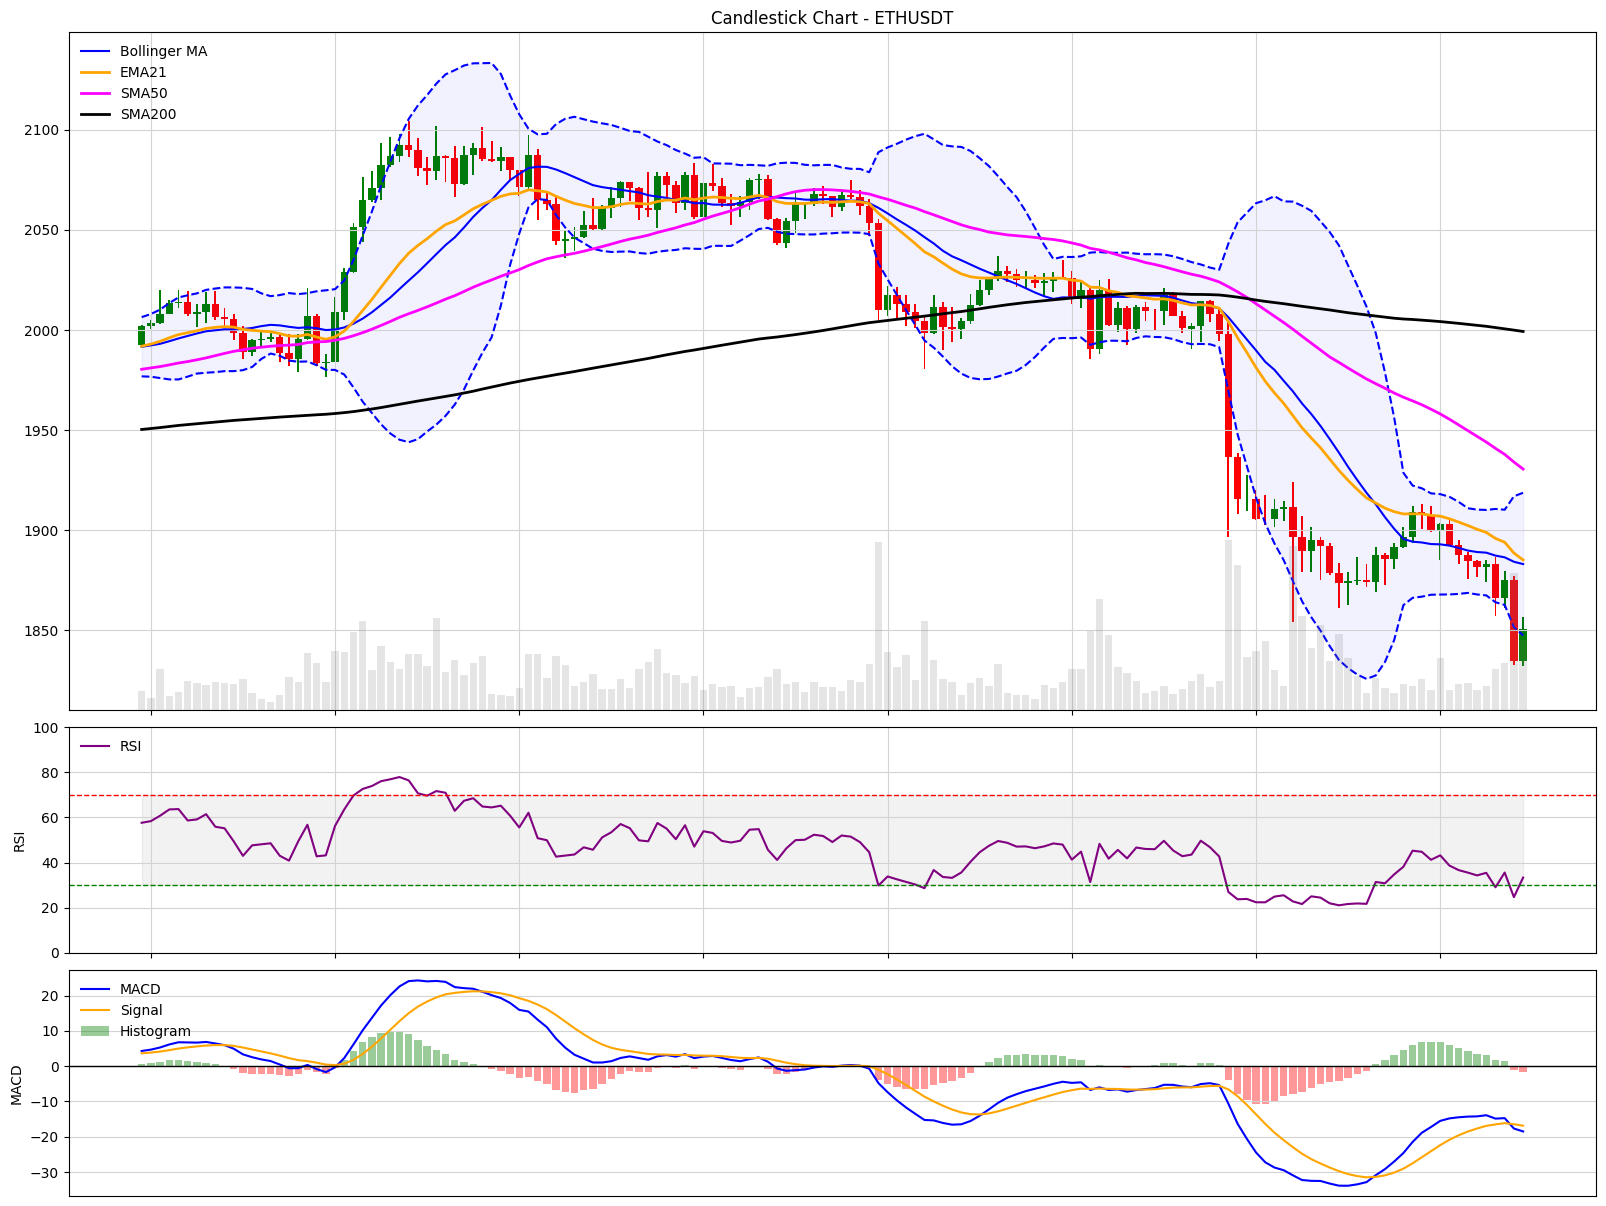 Candlestick Chart - ETHUSDT
Bollinger MA
EMA21
SMA50
SMA200
2100
2050
2000
1950
1900
1850
100
80
60
40
20
0
RSI
RSI
20
10
0
−10
−20
−30
MACD
MACD
Signal
Histogram